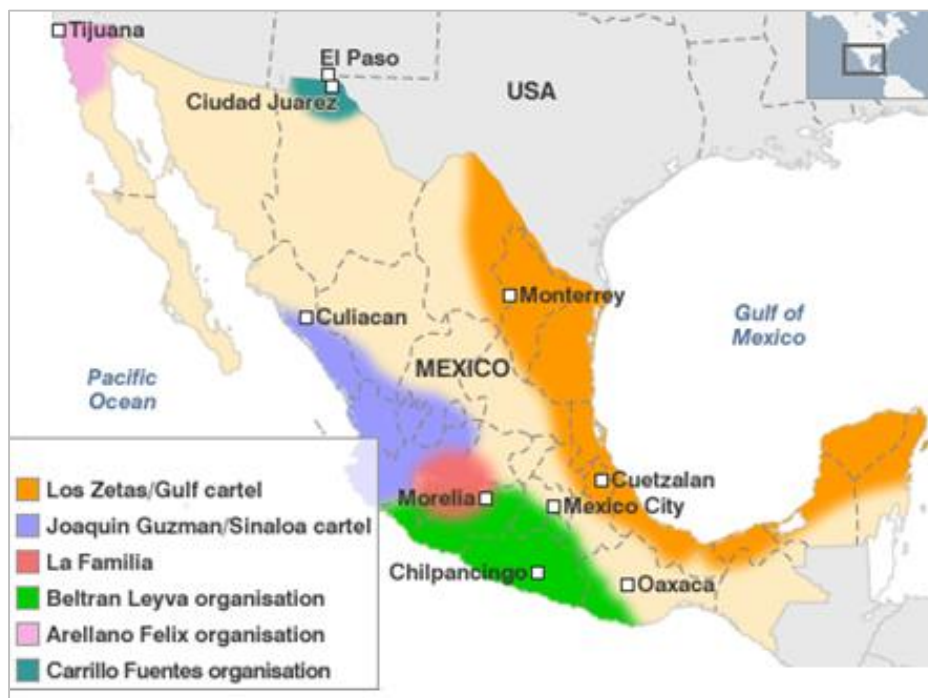 Tijuana
El Paso
Ciudad Juarez
USA
Monterrey
Culiacan
Gulf of
Mexico
MEXICO
Pacific
Ocean
Cuetzalan
Morelia
Mexico City
Chilpancingo
Oaxaca
Los Zetas/Gulf cartel
Joaquin Guzman/Sinaloa cartel
La Familia
Beltran Leyva organisation
Arellano Felix organisation
Carrillo Fuentes organisation